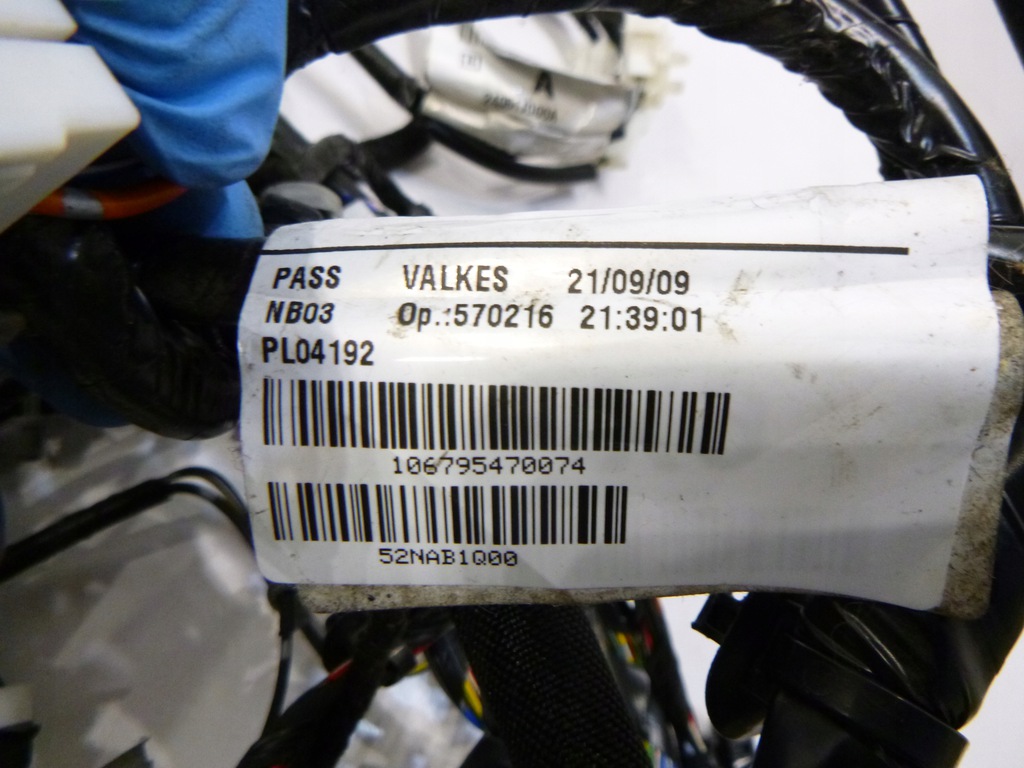 A
PASS VALKES 21/09/09
NB03 Op.:570216 21:39:01
PL04192
106795470074
52NAB1Q00